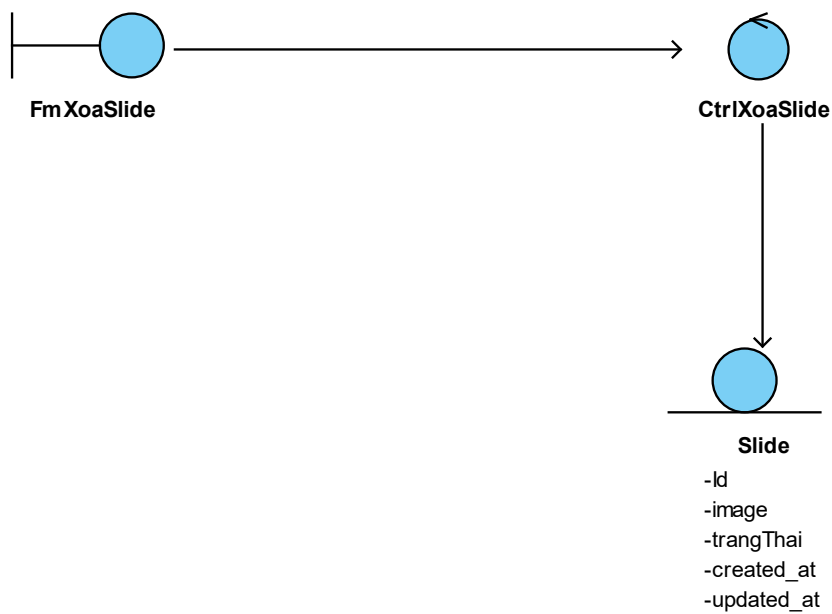 FmXoaSlide
CtrlXoaSlide
Slide
-Id
-image
-trangThai
-created_at
-updated_at